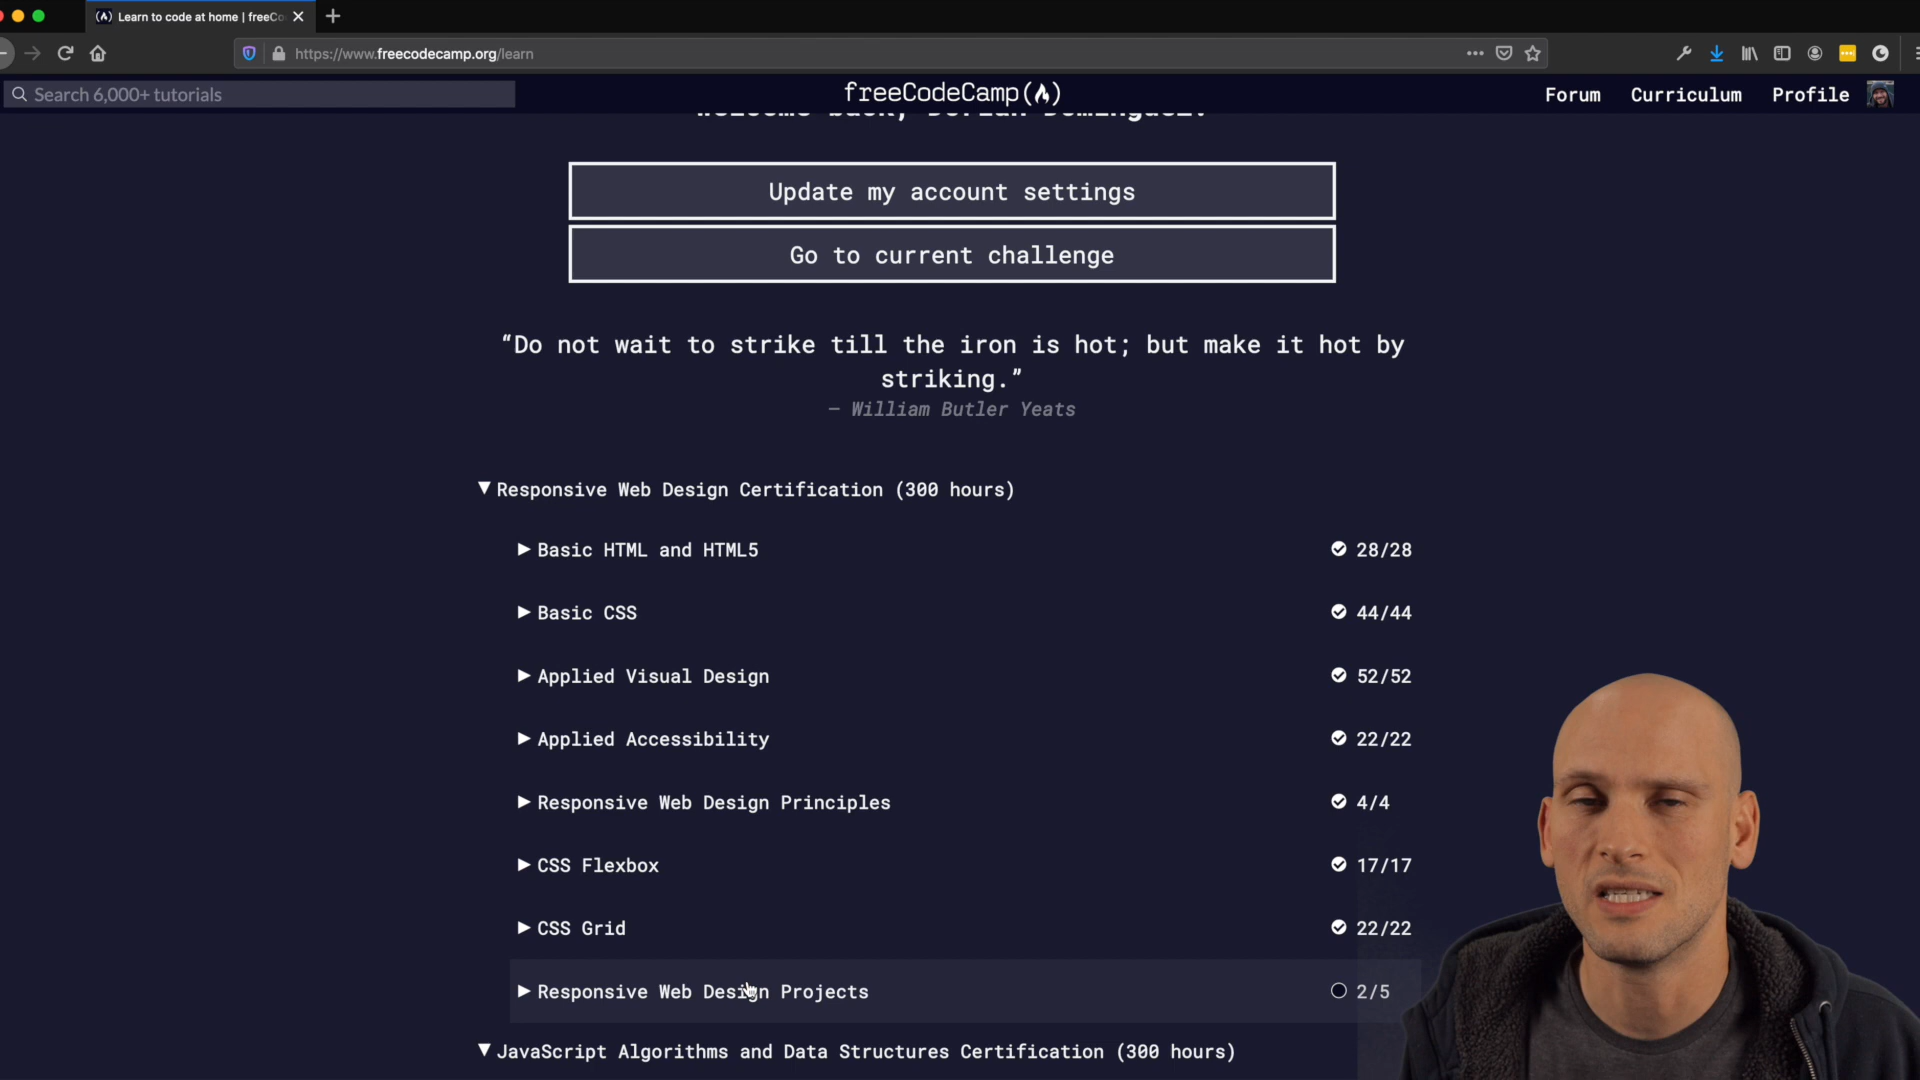 Learn to code at home | freeCo
https://www.freecodecamp.org/learn
Search 6,000+ tutorials
freeCodeCamp
Forum
Curriculum
Profile
Welcome back, Dorian Dominguez.
Update my account settings
Go to current challenge
“Do not wait to strike till the iron is hot; but make it hot by
striking.”
— William Butler Yeats
Responsive Web Design Certification (300 hours)
Basic HTML and HTML5 28/28
Basic CSS 44/44
Applied Visual Design 52/52
Applied Accessibility 22/22
Responsive Web Design Principles 4/4
CSS Flexbox 17/17
CSS Grid 22/22
Responsive Web Design Projects 2/5
JavaScript Algorithms and Data Structures Certification (300 hours)